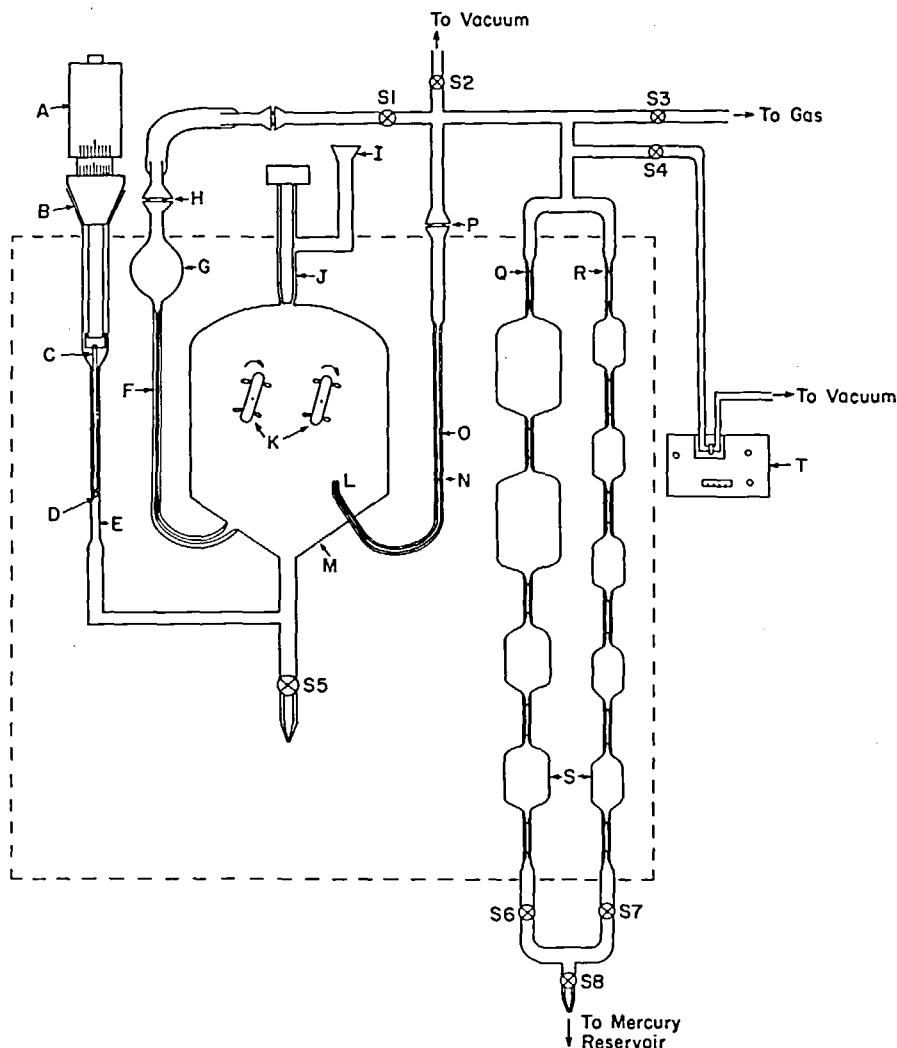 To Vacuum
S2
S1
S3
To Gas
S4
A
I
H
B
P
G
J
Q
R
C
F
K
To Vacuum
O
T
L
N
D
E
M
S5
S
S6
S7
S8
To Mercury
Reservoir